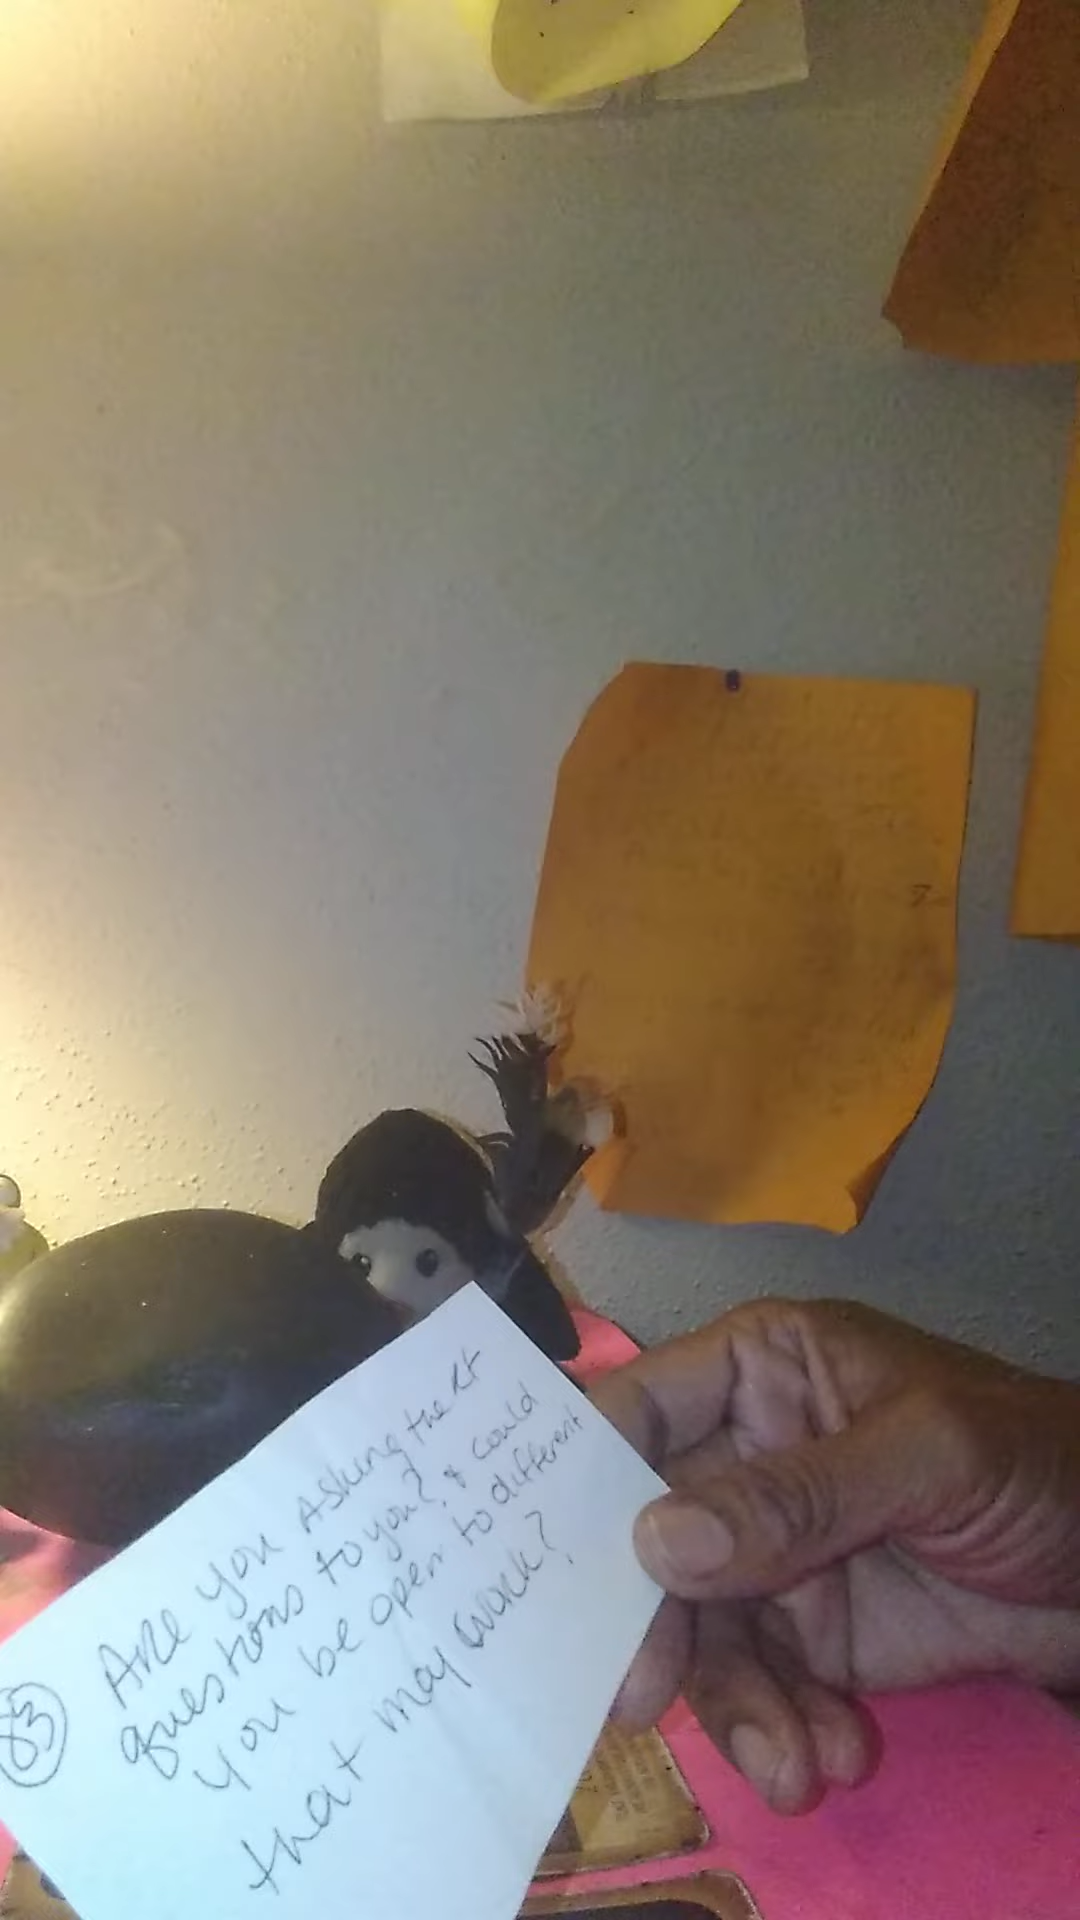 83
Are you Asking the Rt
questions to you? & could
you be open to different
that may work?